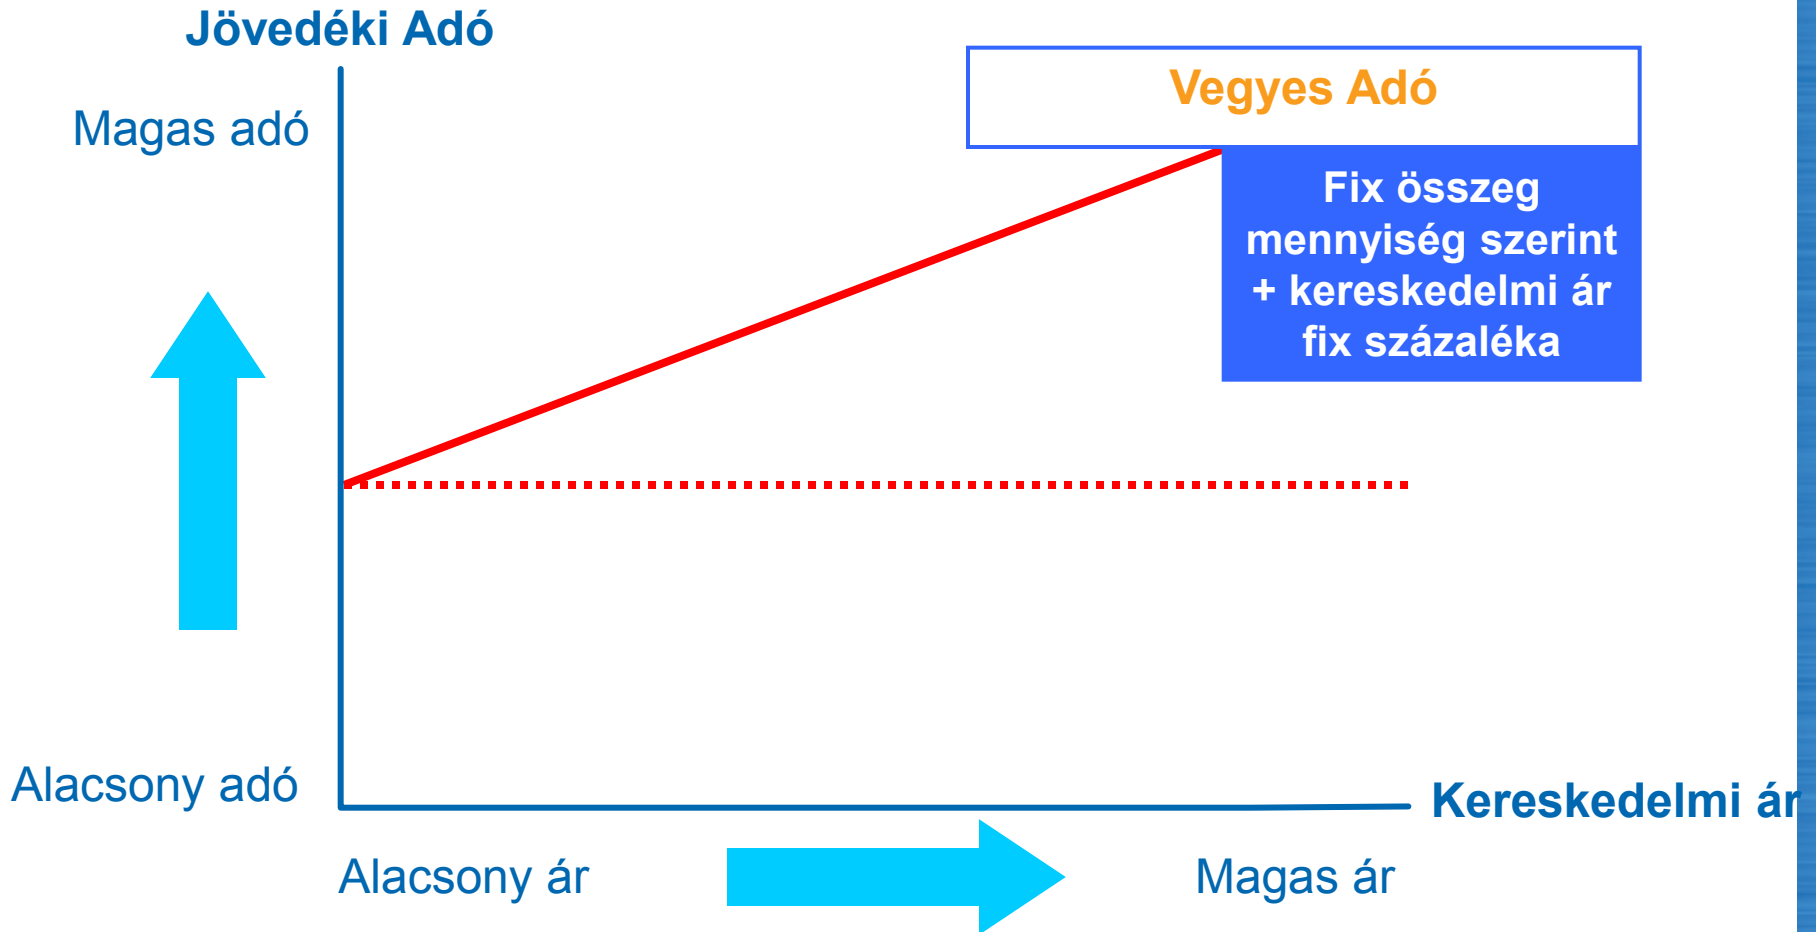 Jövedéki Adó
Vegyes Adó
Magas adó
Fix összeg
mennyiség szerint
+ kereskedelmi ár
fix százaléka
Alacsony adó
Kereskedelmi ár
Alacsony ár
Magas ár